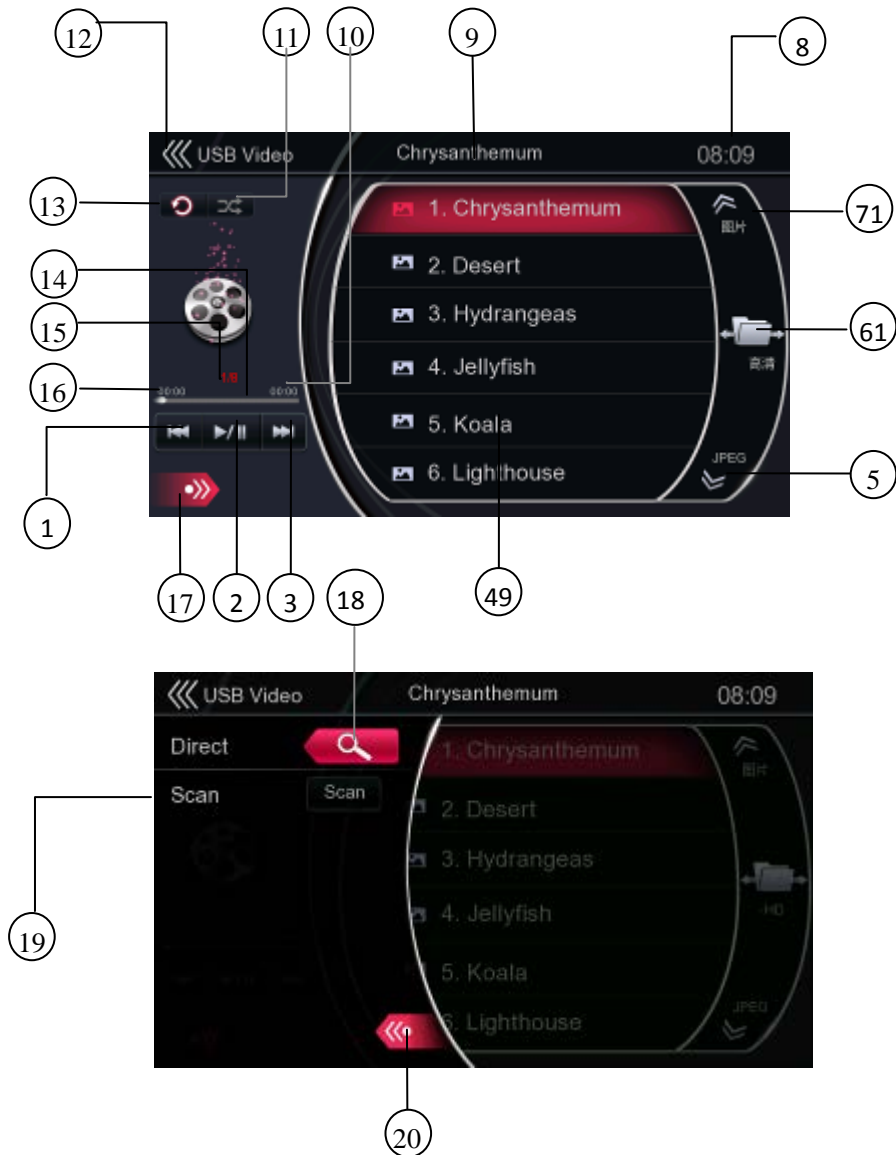 12 11 10 9 8
USB Video Chrysanthemum 08:09
13
1. Chrysanthemum
71
图片
14
2. Desert
15
3. Hydrangeas
61
高清
1/8
4. Jellyfish
16
00:00 00:00
5. Koala
JPEG
6. Lighthouse
5
1
17 2 3 18 49
USB Video Chrysanthemum 08:09
Direct
1. Chrysanthemum
图片
Scan Scan
2. Desert
3. Hydrangeas
-HD
4. Jellyfish
19
5. Koala
JPEG
6. Lighthouse
20